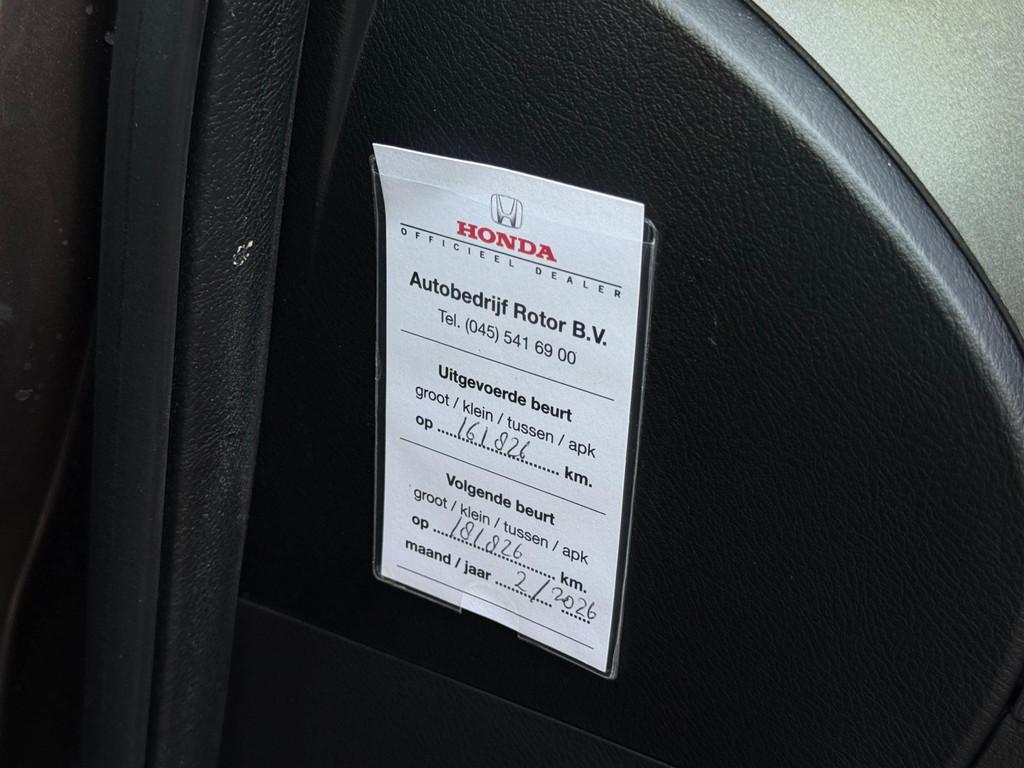 HONDA
OFFICIEEL DEALER
Autobedrijf Rotor B.V.
Tel. (045) 541 69 00
Uitgevoerde beurt
groot / klein / tussen / apk
op ....161.826.......... km.
Volgende beurt
groot / klein / tussen / apk
op ....181.826.......... km.
maand / jaar ....2/2026....